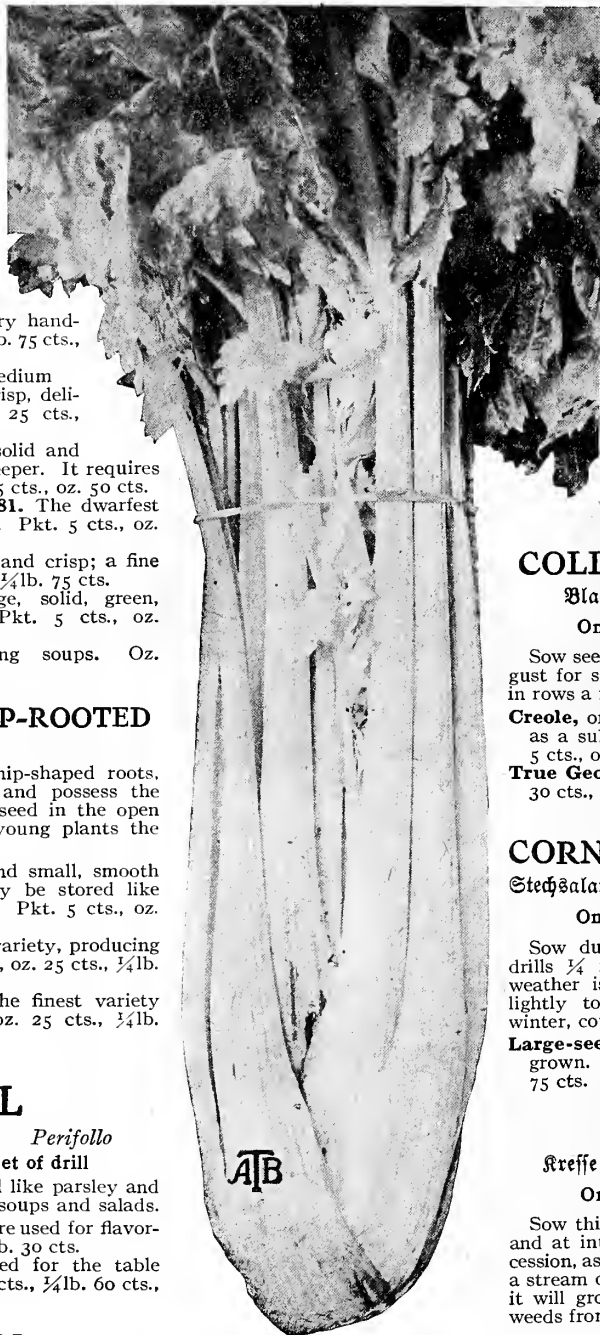 ry hand-
b. 75 cts.,
edium
risp, deli-
25 cts.,
solid and
eeper. It requires
5 cts., oz. 50 cts.
81. The dwarfest
. Pkt. 5 cts., oz.
and crisp; a fine
¼lb. 75 cts.
ge, solid, green,
Pkt. 5 cts., oz.
ng soups. Oz.
P-ROOTED
nip-shaped roots,
and possess the
seed in the open
young plants the
nd small, smooth
y be stored like
Pkt. 5 cts., oz.
variety, producing
, oz. 25 cts., ¼lb.
he finest variety
oz. 25 cts., ¼lb.
L
Perifollo
et of drill
l like parsley and
soups and salads.
re used for flavor-
b. 30 cts.
ed for the table
cts., ¼lb. 60 cts.,
ATB
COLL
Bla
On
Sow see
gust for s
in rows a
Creole, or
as a su
5 cts., o
True Geo
30 cts.,
CORN
Stechsala
On
Sow du
drills ¼
weather is
lightly to
winter, co
Large-see
grown.
75 cts.
Kresse
On
Sow thi
and at int
cession, as
a stream o
it will gro
weeds from